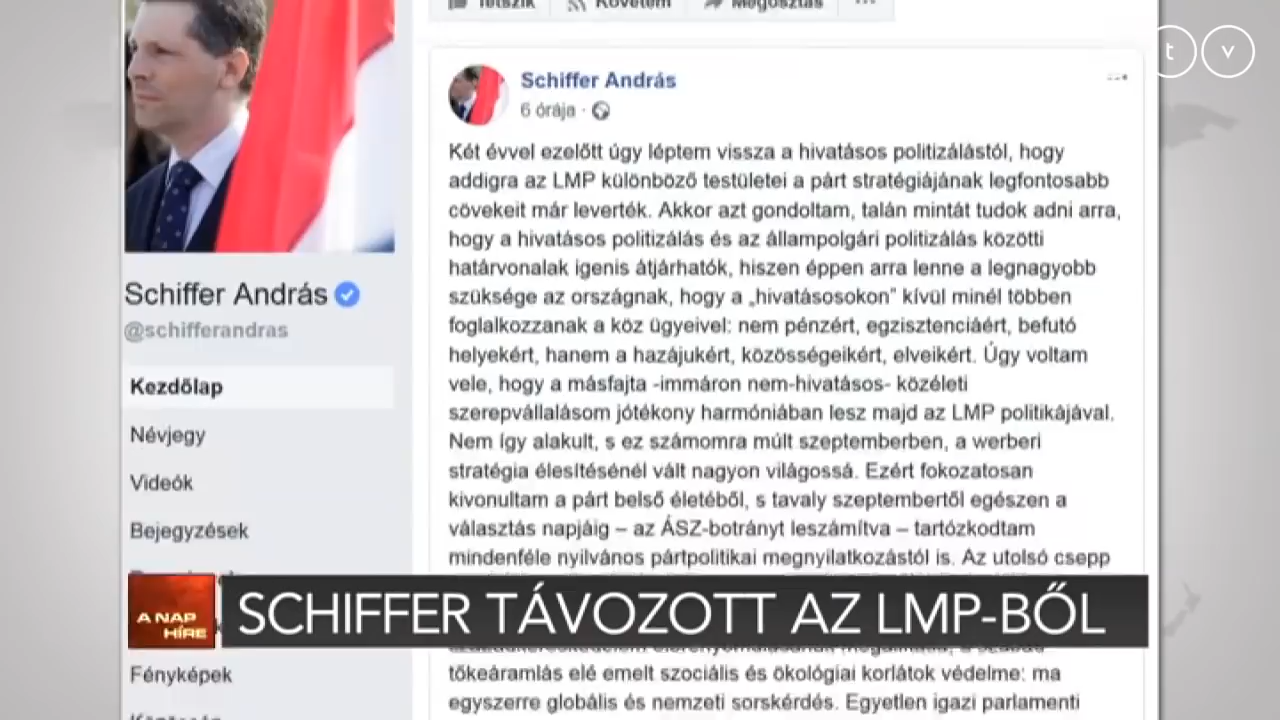 Tetszik
Követem
Megosztás
t v
Schiffer András
6 órája ·
Két évvel ezelőtt úgy léptem vissza a hivatásos politizálástól, hogy
addigra az LMP különböző testületei a párt stratégiájának legfontosabb
cövekeit már leverték. Akkor azt gondoltam, talán mintát tudok adni arra,
hogy a hivatásos politizálás és az állampolgári politizálás közötti
határvonalak igenis átjárhatók, hiszen éppen arra lenne a legnagyobb
szüksége az országnak, hogy a „hivatásosokon" kívül minél többen
foglalkozzanak a köz ügyeivel: nem pénzért, egzisztenciáért, befutó
helyekért, hanem a hazájukért, közösségeikért, elveikért. Úgy voltam
vele, hogy a másfajta -immáron nem-hivatásos- közéleti
szerepvállalásom jótékony harmóniában lesz majd az LMP politikájával.
Nem így alakult, s ez számomra múlt szeptemberben, a werberi
stratégia élesítésénél vált nagyon világossá. Ezért fokozatosan
kivonultam a párt belső életéből, s tavaly szeptembertől egészen a
választás napjáig – az ÁSZ-botrányt leszámítva – tartózkodtam
mindenféle nyilvános pártpolitikai megnyilatkozástól is. Az utolsó csepp
tőkeáramlás elé emelt szociális és ökológiai korlátok védelme: ma
egyszerre globális és nemzeti sorskérdés. Egyetlen igazi parlamenti
Schiffer András
@schifferandras
Kezdőlap
Névjegy
Videók
Bejegyzések
Fényképek
A NAP
HÍRE
SCHIFFER TÁVOZOTT AZ LMP-BŐL